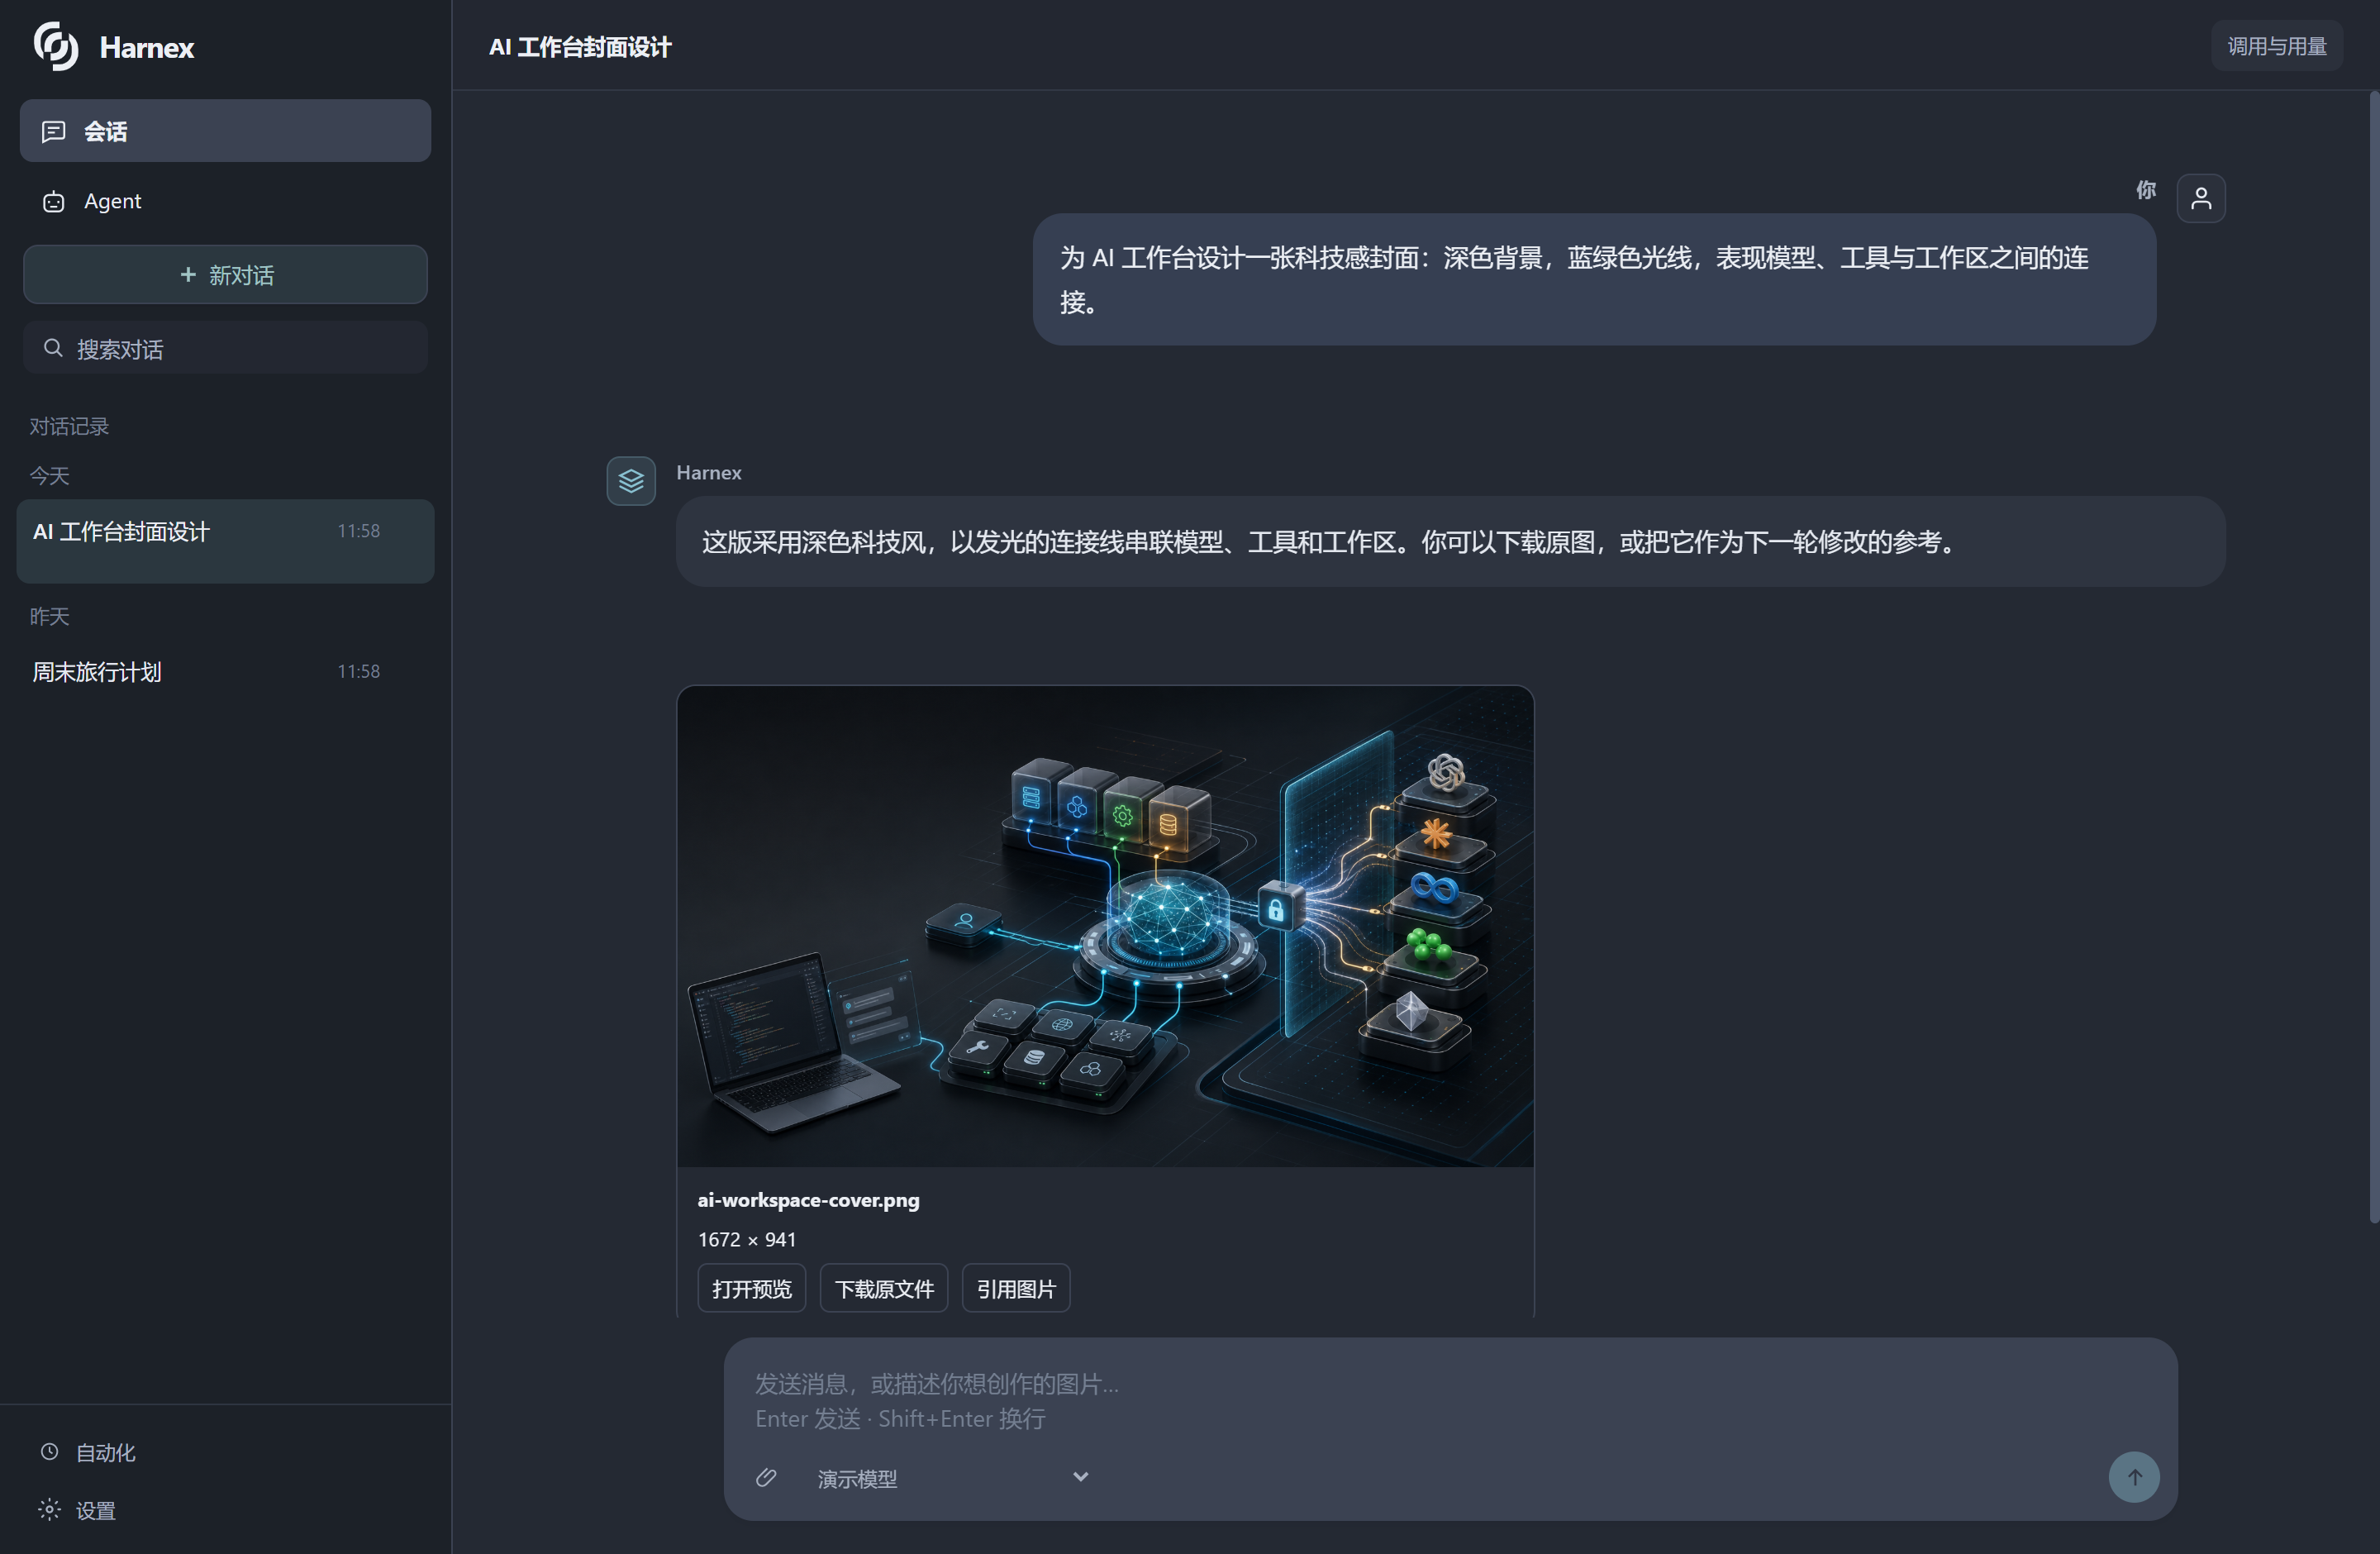 Harnex
会话
Agent
+ 新对话
搜索对话
对话记录
今天
AI 工作台封面设计 11:58
昨天
周末旅行计划 11:58
自动化
设置
AI 工作台封面设计
调用与用量
你
为 AI 工作台设计一张科技感封面：深色背景，蓝绿色光线，表现模型、工具与工作区之间的连
接。
Harnex
这版采用深色科技风，以发光的连接线串联模型、工具和工作区。你可以下载原图，或把它作为下一轮修改的参考。
ai-workspace-cover.png
1672 × 941
打开预览 下载原文件 引用图片
发送消息，或描述你想创作的图片...
Enter 发送 · Shift+Enter 换行
演示模型